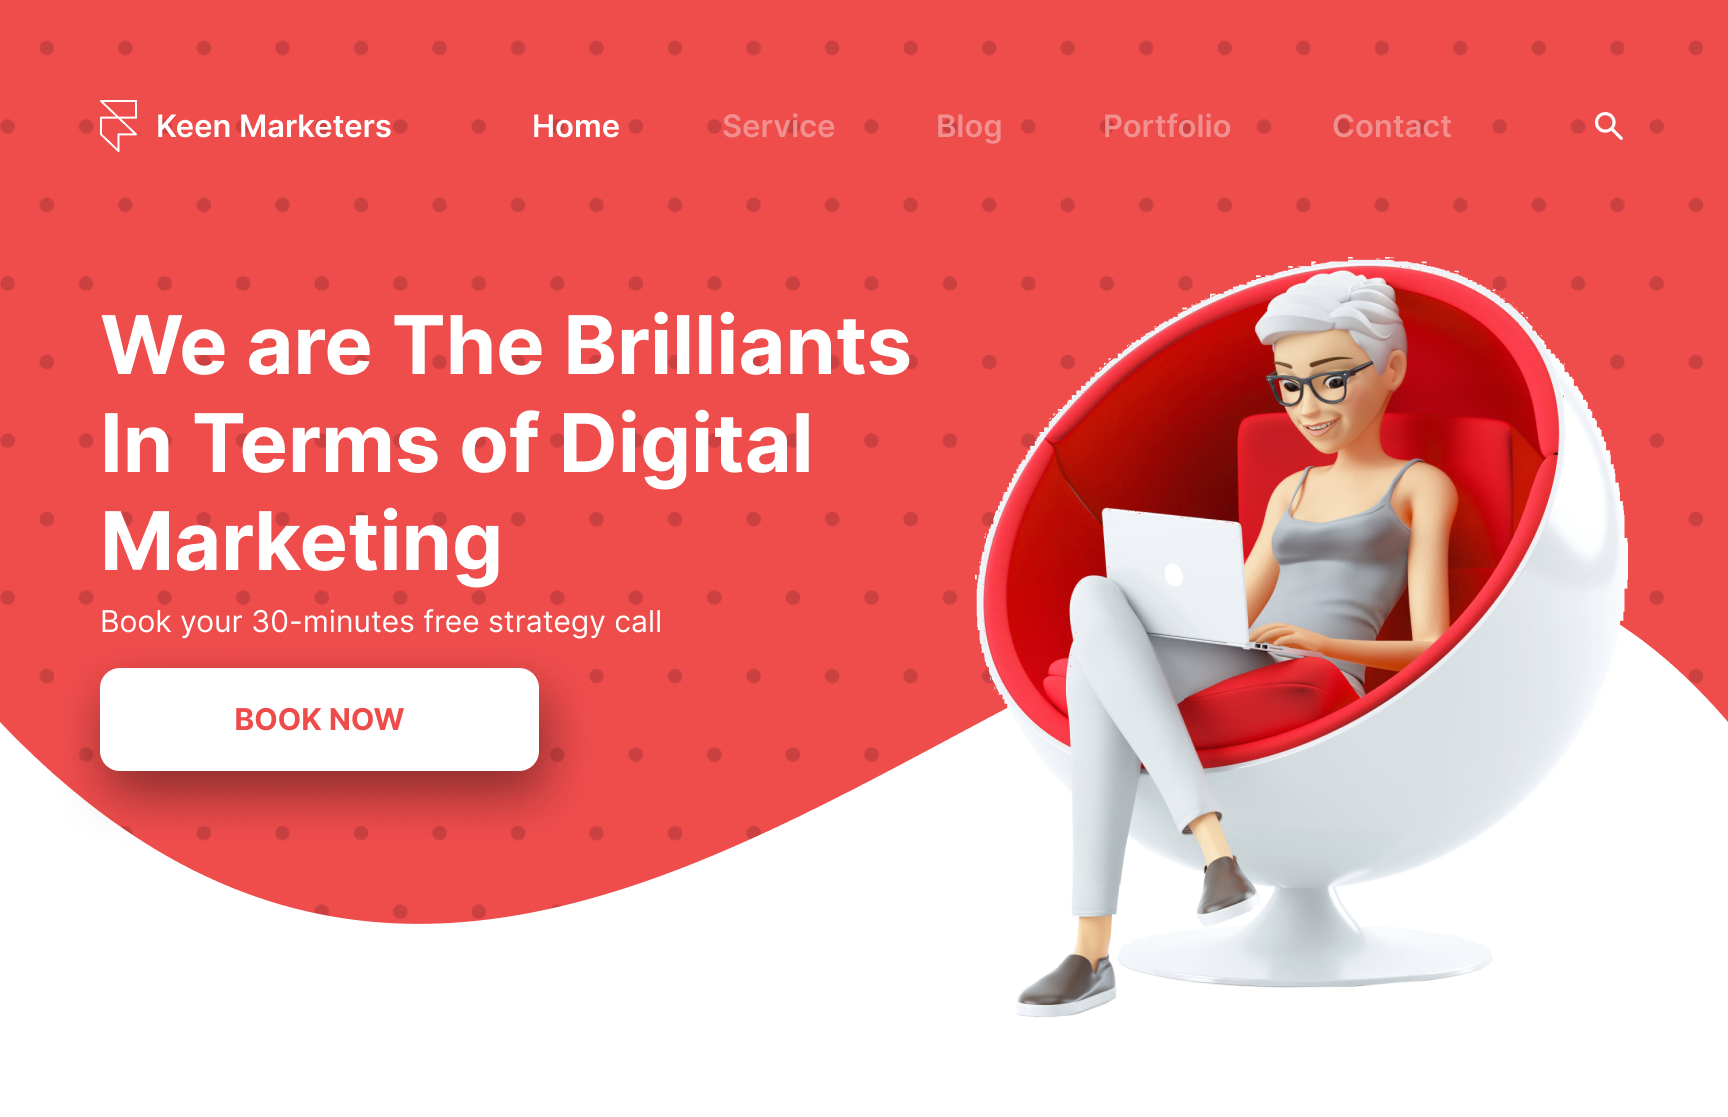 Keen Marketers
Home Service Blog Portfolio Contact
We are The Brilliants
In Terms of Digital
Marketing
Book your 30-minutes free strategy call
BOOK NOW